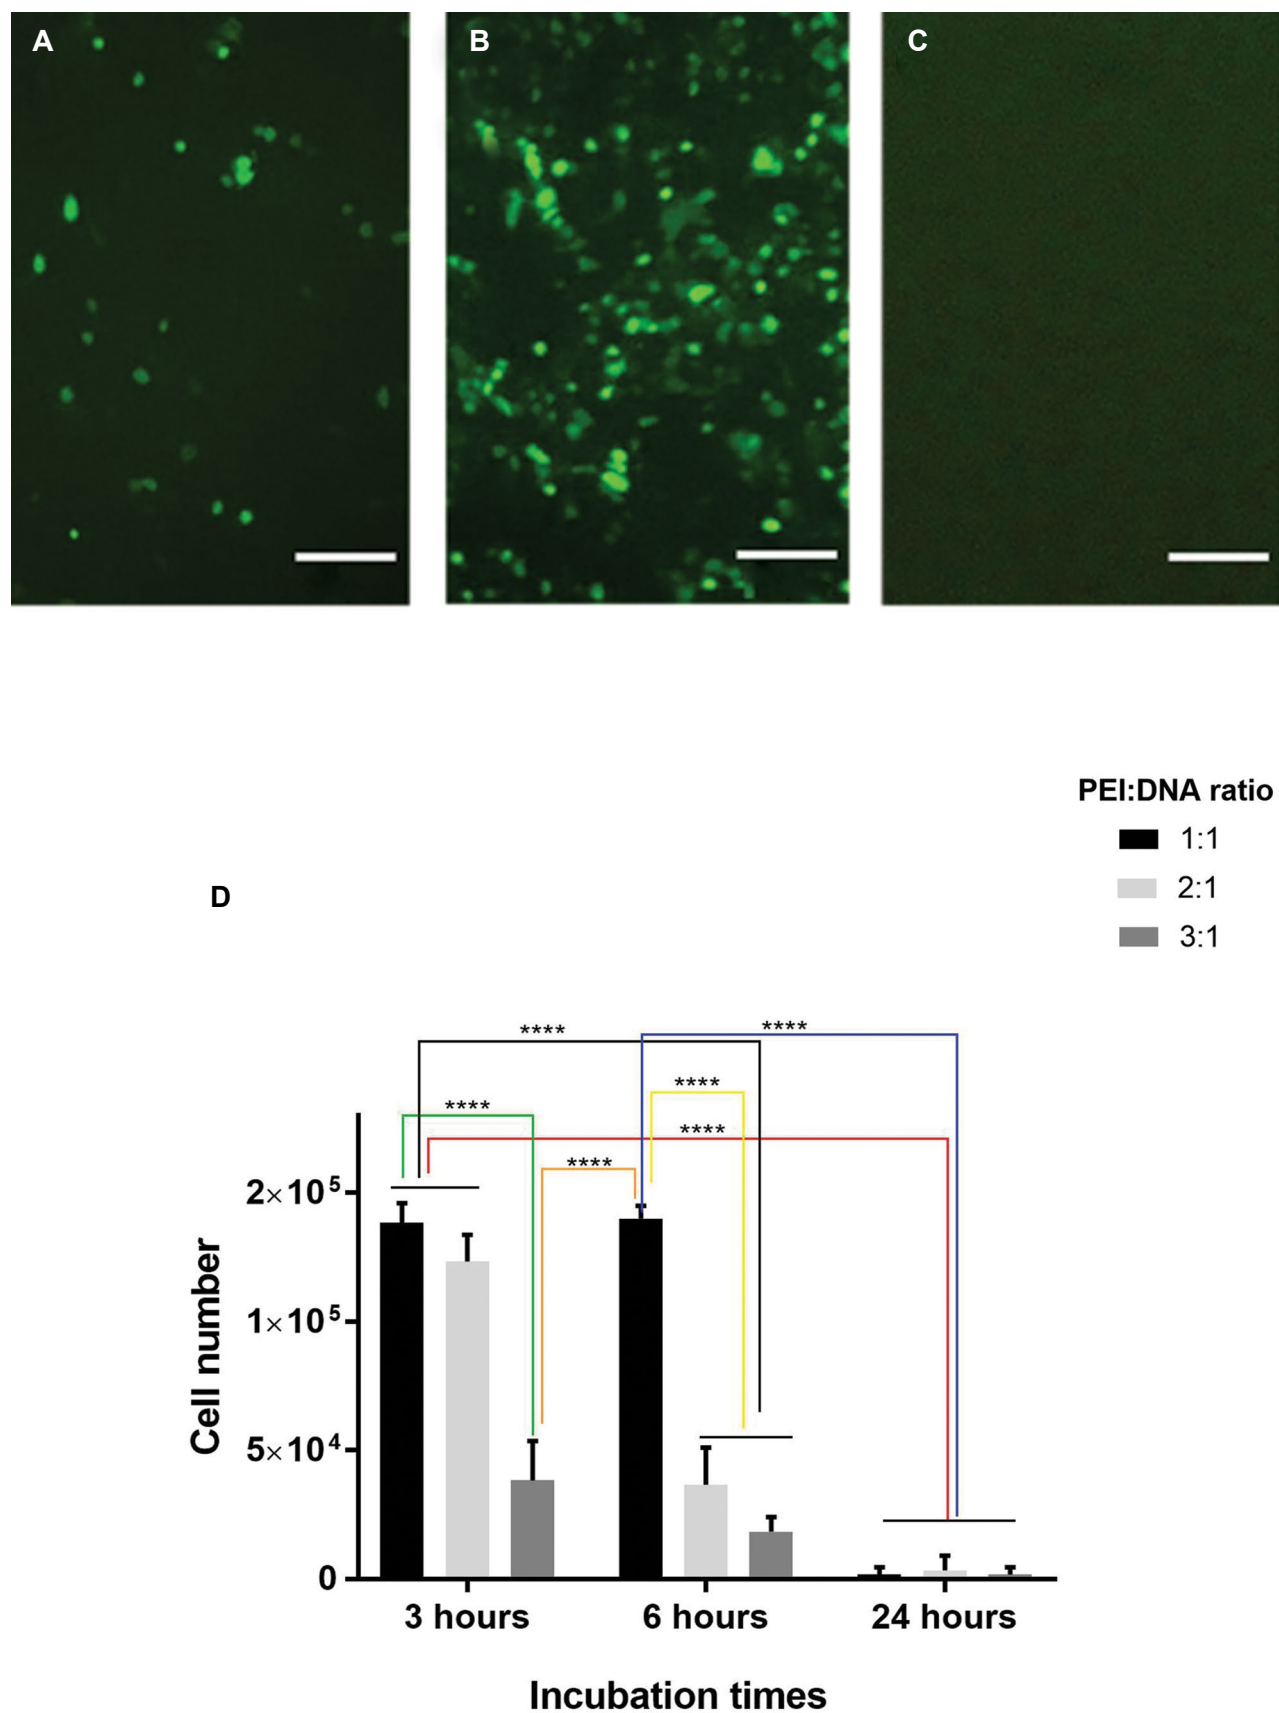 A
B
C
PEI:DNA ratio
1:1
2:1
3:1
D
****
****
****
****
****
****
2×10⁵
1×10⁵
5×10⁴
0
Cell number
3 hours
6 hours
24 hours
Incubation times